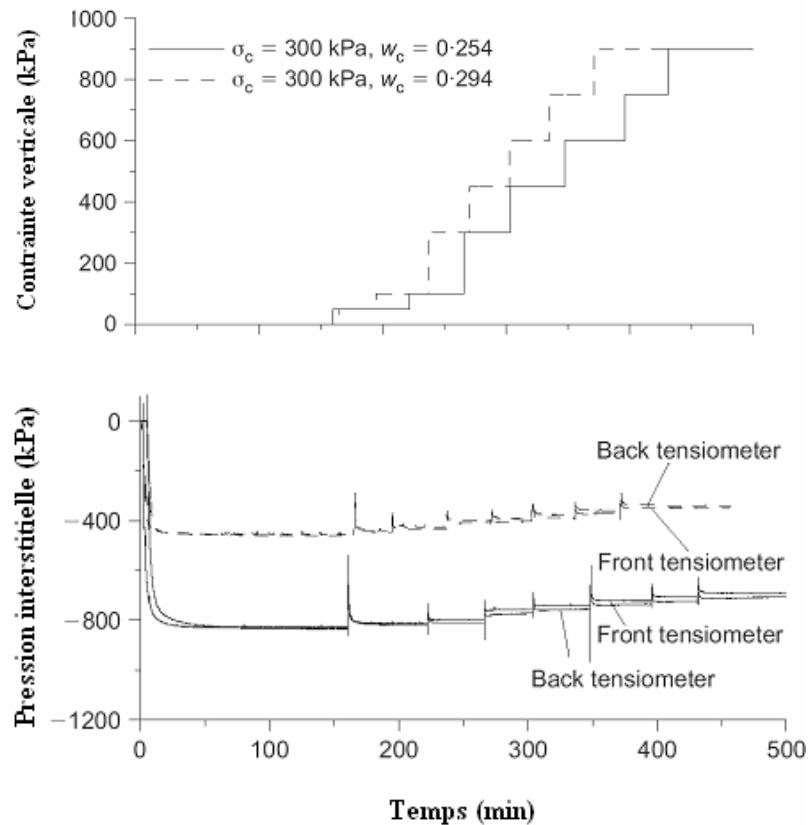 1000
800
600
400
200
0
Contrainte verticale (kPa)
σc = 300 kPa, wc = 0·254
σc = 300 kPa, wc = 0·294
0
−400
−800
−1200
Pression interstitielle (kPa)
Back tensiometer
Front tensiometer
Front tensiometer
Back tensiometer
0
100
200
300
400
500
Temps (min)